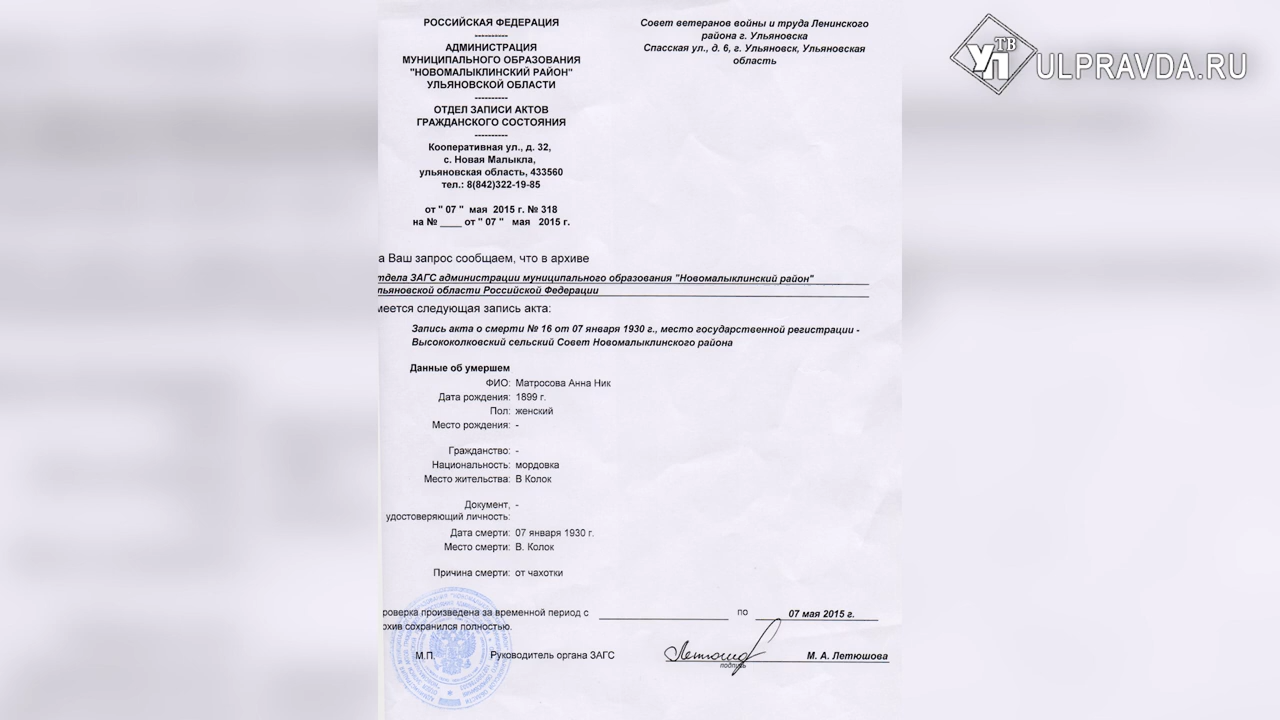 РОССИЙСКАЯ ФЕДЕРАЦИЯ
----------
АДМИНИСТРАЦИЯ
МУНИЦИПАЛЬНОГО ОБРАЗОВАНИЯ
"НОВОМАЛЫКЛИНСКИЙ РАЙОН"
УЛЬЯНОВСКОЙ ОБЛАСТИ
----------
ОТДЕЛ ЗАПИСИ АКТОВ
ГРАЖДАНСКОГО СОСТОЯНИЯ
----------
Кооперативная ул., д. 32,
с. Новая Малыкла,
ульяновская область, 433560
тел.: 8(842)322-19-85
от " 07 " мая 2015 г. № 318
на № ____ от " 07 " мая 2015 г.
Совет ветеранов войны и труда Ленинского
района г. Ульяновска
Спасская ул., д. 6, г. Ульяновск, Ульяновская
область
УП ТВ
ULPRAVDA.RU
а Ваш запрос сообщаем, что в архиве
тдела ЗАГС администрации муниципального образования "Новомалыклинский район"
льяновской области Российской Федерации
меется следующая запись акта:
Запись акта о смерти № 16 от 07 января 1930 г., место государственной регистрации -
Высококолковский сельский Совет Новомалыклинского района
Данные об умершем
ФИО: Матросова Анна Ник
Дата рождения: 1899 г.
Пол: женский
Место рождения: -
Гражданство: -
Национальность: мордовка
Место жительства: В Колок
Документ, -
удостоверяющий личность:
Дата смерти: 07 января 1930 г.
Место смерти: В. Колок
Причина смерти: от чахотки
роверка произведена за временной период с ____ по 07 мая 2015 г.
рхив сохранился полностью.
М.П. Руководитель органа ЗАГС М. А. Летюшова
подпись